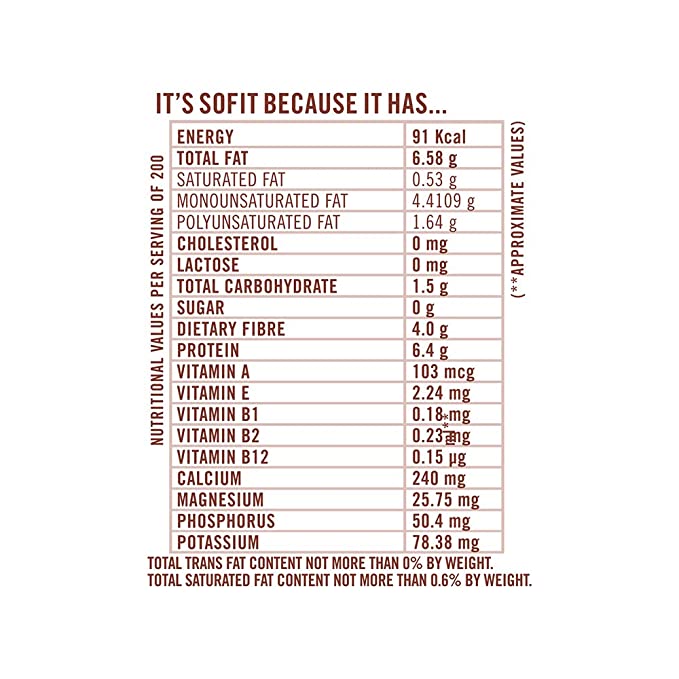 IT'S SOFIT BECAUSE IT HAS...
NUTRITIONAL VALUES PER SERVING OF 200
ml**
(**APPROXIMATE VALUES)
ENERGY 91 Kcal
TOTAL FAT 6.58 g
SATURATED FAT 0.53 g
MONOUNSATURATED FAT 4.4109 g
POLYUNSATURATED FAT 1.64 g
CHOLESTEROL 0 mg
LACTOSE 0 mg
TOTAL CARBOHYDRATE 1.5 g
SUGAR 0 g
DIETARY FIBRE 4.0 g
PROTEIN 6.4 g
VITAMIN A 103 mcg
VITAMIN E 2.24 mg
VITAMIN B1 0.18 mg
VITAMIN B2 0.23 mg
VITAMIN B12 0.15 µg
CALCIUM 240 mg
MAGNESIUM 25.75 mg
PHOSPHORUS 50.4 mg
POTASSIUM 78.38 mg
TOTAL TRANS FAT CONTENT NOT MORE THAN 0% BY WEIGHT.
TOTAL SATURATED FAT CONTENT NOT MORE THAN 0.6% BY WEIGHT.